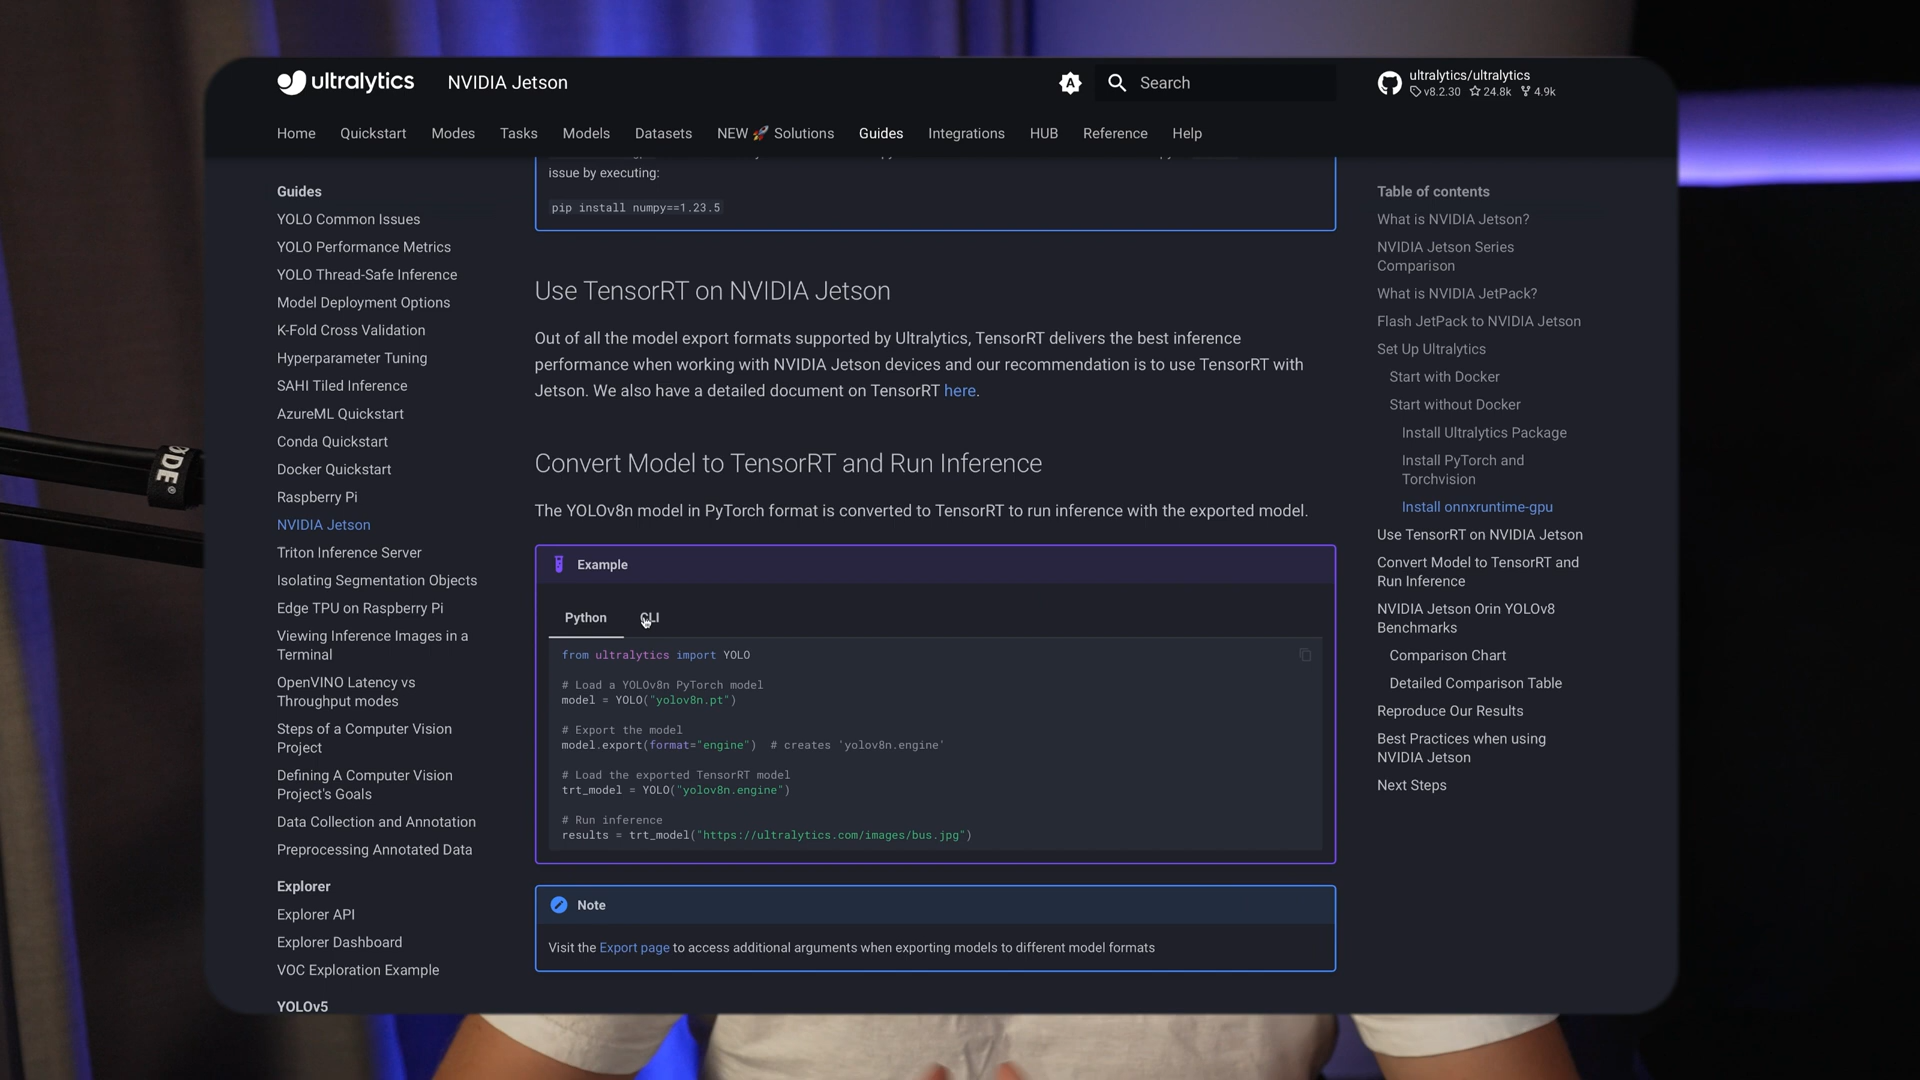 ultralytics
NVIDIA Jetson
A
Search
ultralytics/ultralytics
v8.2.30 24.8k 4.9k
Home
Quickstart
Modes
Tasks
Models
Datasets
NEW 🚀 Solutions
Guides
Integrations
HUB
Reference
Help
Guides
YOLO Common Issues
YOLO Performance Metrics
YOLO Thread-Safe Inference
Model Deployment Options
K-Fold Cross Validation
Hyperparameter Tuning
SAHI Tiled Inference
AzureML Quickstart
Conda Quickstart
Docker Quickstart
Raspberry Pi
NVIDIA Jetson
Triton Inference Server
Isolating Segmentation Objects
Edge TPU on Raspberry Pi
Viewing Inference Images in a
Terminal
OpenVINO Latency vs
Throughput modes
Steps of a Computer Vision
Project
Defining A Computer Vision
Project's Goals
Data Collection and Annotation
Preprocessing Annotated Data
Explorer
Explorer API
Explorer Dashboard
VOC Exploration Example
YOLOv5
issue by executing:
pip install numpy==1.23.5
Use TensorRT on NVIDIA Jetson
Out of all the model export formats supported by Ultralytics, TensorRT delivers the best inference
performance when working with NVIDIA Jetson devices and our recommendation is to use TensorRT with
Jetson. We also have a detailed document on TensorRT here.
Convert Model to TensorRT and Run Inference
The YOLOv8n model in PyTorch format is converted to TensorRT to run inference with the exported model.
Example
Python
CLI
from ultralytics import YOLO
# Load a YOLOv8n PyTorch model
model = YOLO("yolov8n.pt")
# Export the model
model.export(format="engine")  # creates 'yolov8n.engine'
# Load the exported TensorRT model
trt_model = YOLO("yolov8n.engine")
# Run inference
results = trt_model("https://ultralytics.com/images/bus.jpg")
Note
Visit the Export page to access additional arguments when exporting models to different model formats
Table of contents
What is NVIDIA Jetson?
NVIDIA Jetson Series
Comparison
What is NVIDIA JetPack?
Flash JetPack to NVIDIA Jetson
Set Up Ultralytics
Start with Docker
Start without Docker
Install Ultralytics Package
Install PyTorch and
Torchvision
Install onnxruntime-gpu
Use TensorRT on NVIDIA Jetson
Convert Model to TensorRT and
Run Inference
NVIDIA Jetson Orin YOLOv8
Benchmarks
Comparison Chart
Detailed Comparison Table
Reproduce Our Results
Best Practices when using
NVIDIA Jetson
Next Steps